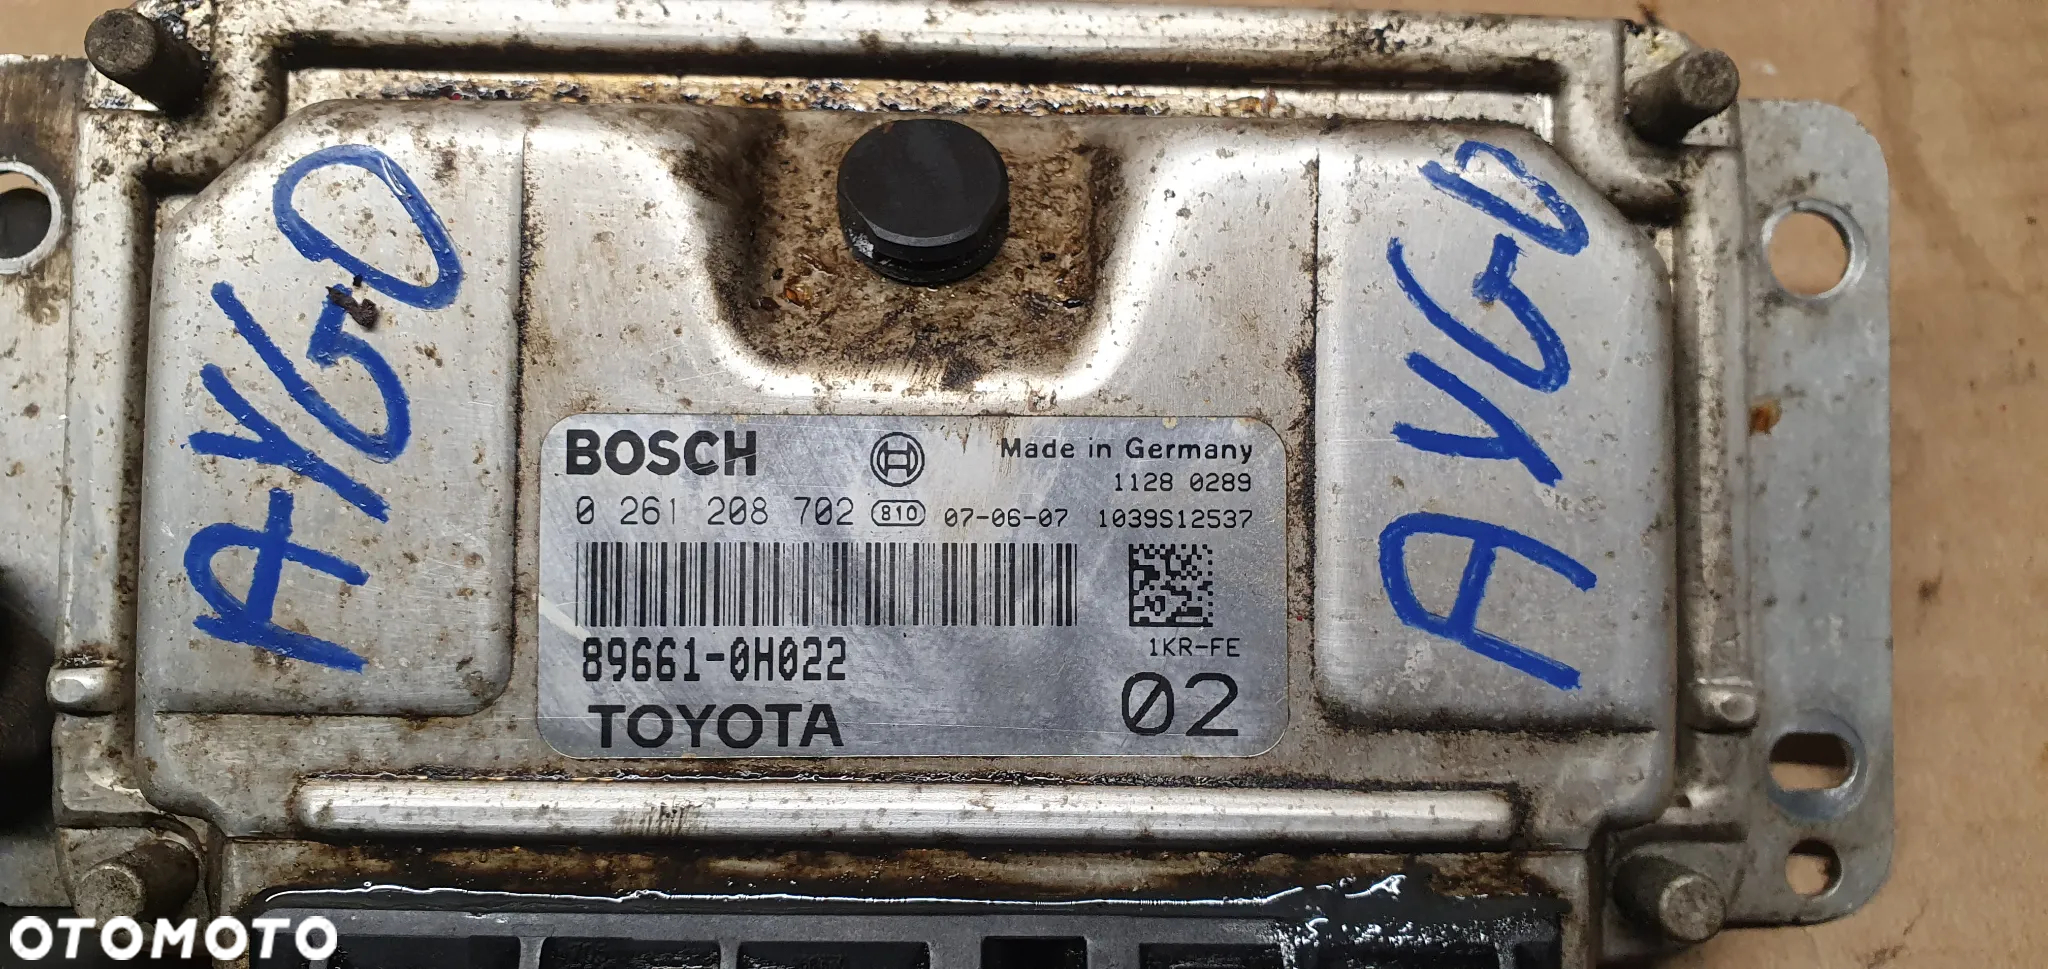 AYGO
AYGO
BOSCH
Made in Germany
1128 0289
0 261 208 702 810 07-06-07 1039S12537
89661-0H022
1KR-FE
TOYOTA
02
OTOMOTO